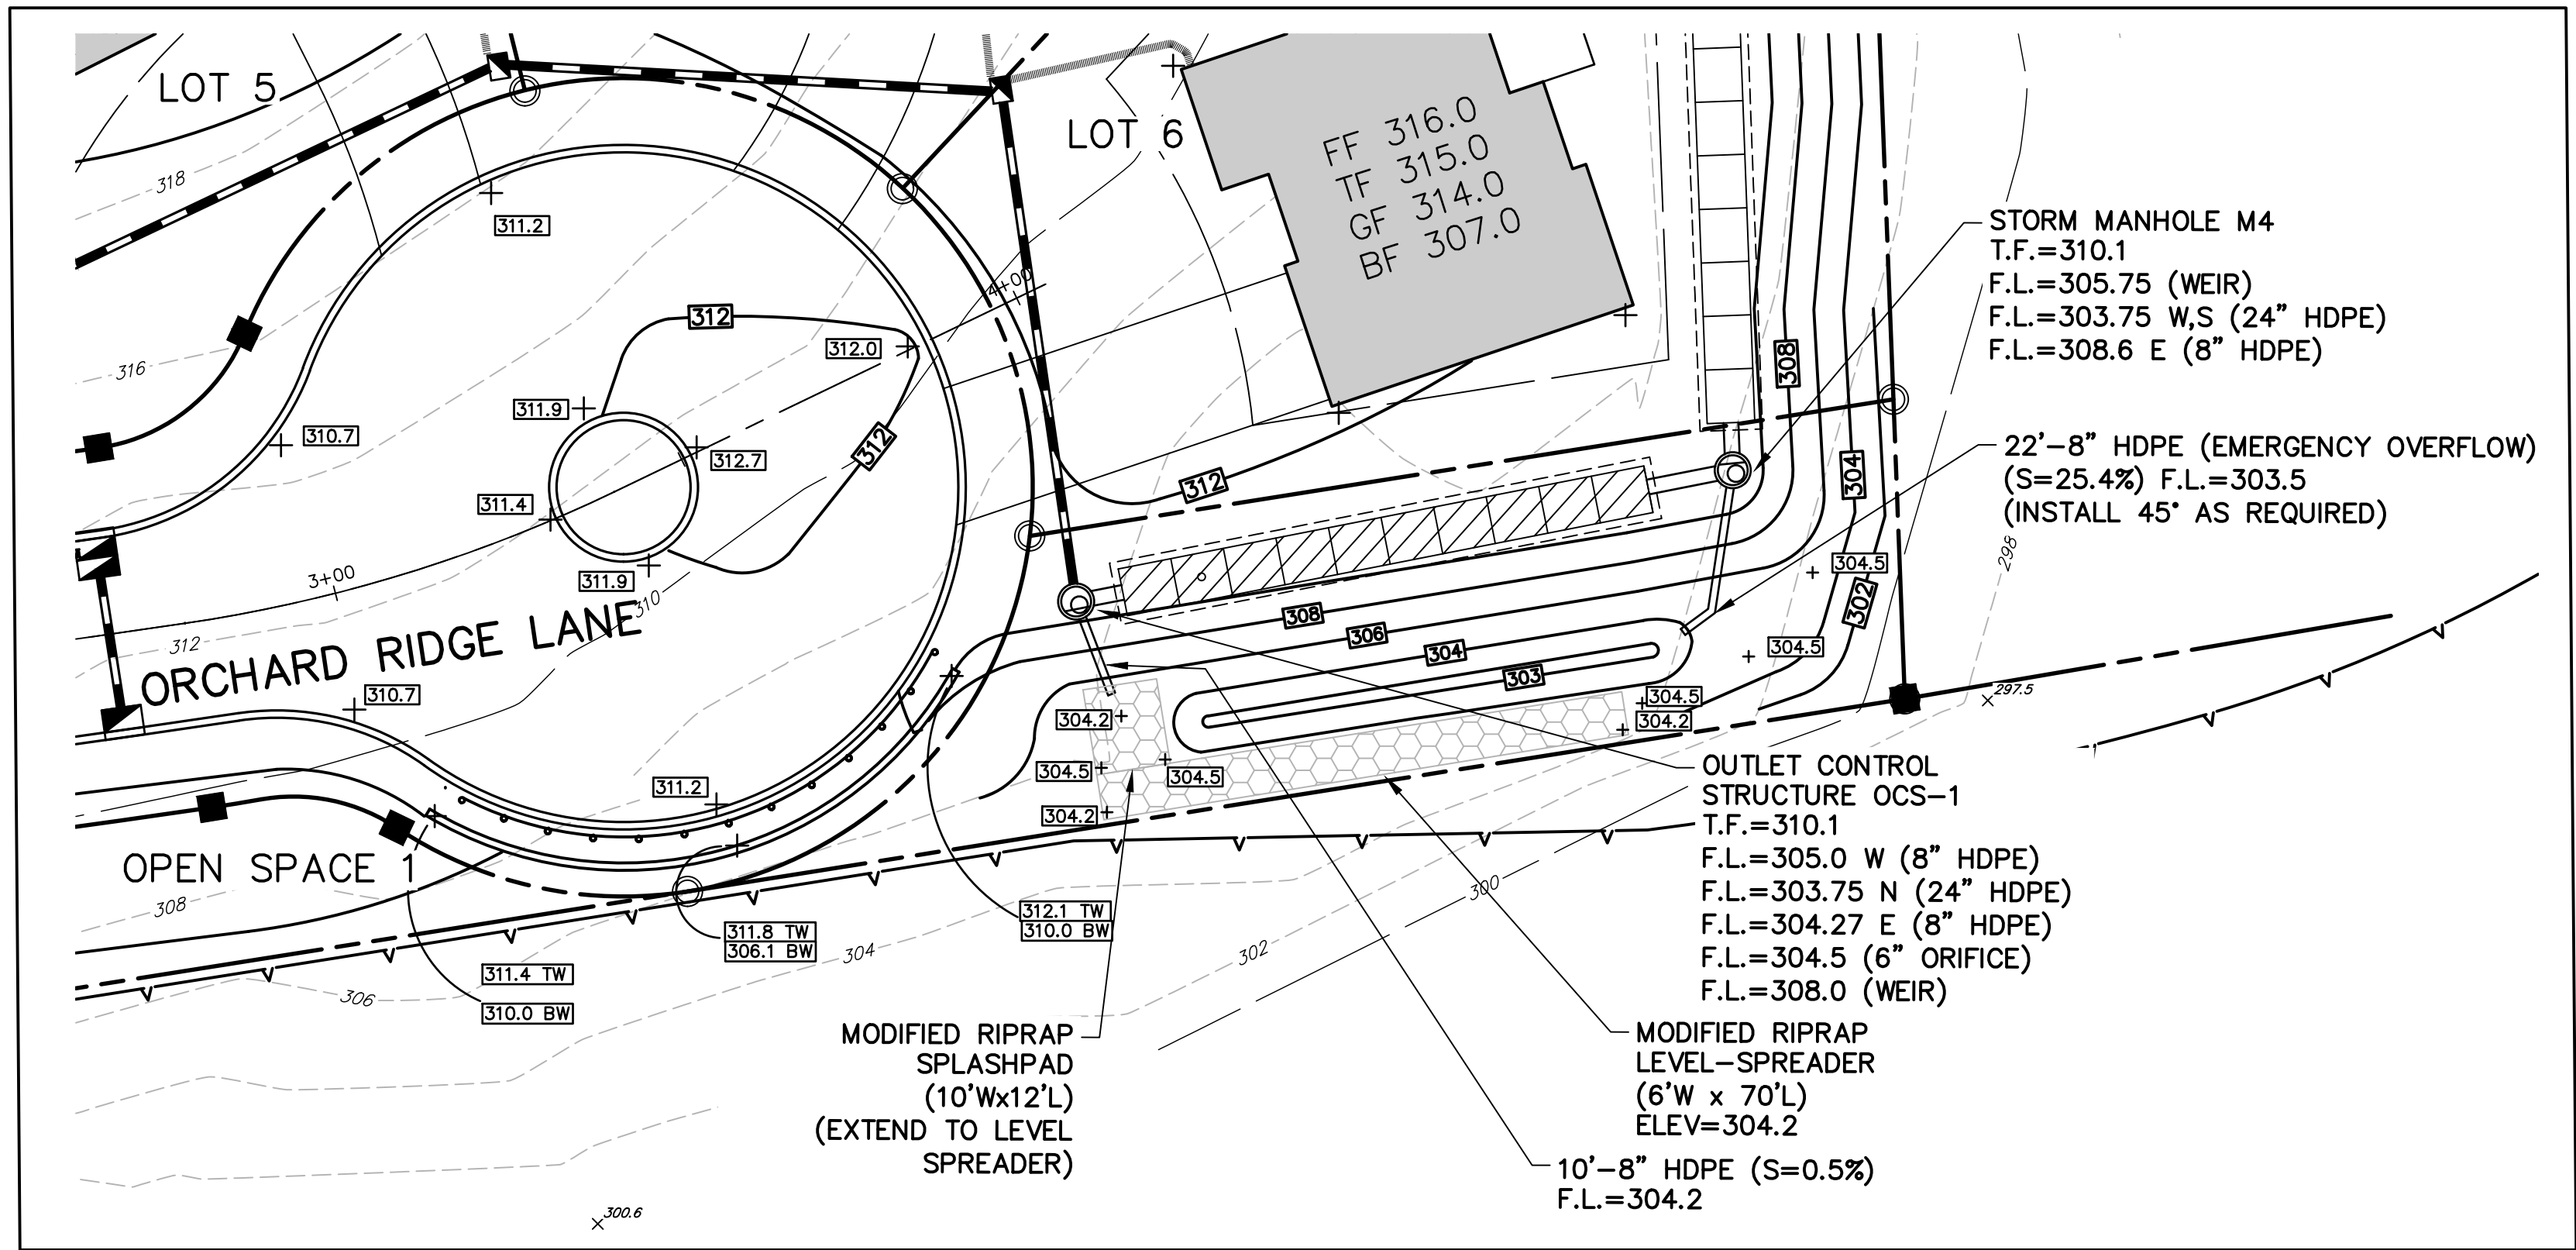 LOT 5
318
316
311.2
310.7
312
312.0
311.9
312.7
311.4
311.9
312
4+00
3+00
312
310
ORCHARD RIDGE LANE
310.7
311.2
OPEN SPACE 1
308
306
311.4 TW
310.0 BW
311.8 TW
306.1 BW
312.1 TW
310.0 BW
304
302
300
298
300.6
297.5
LOT 6
FF 316.0
TF 315.0
GF 314.0
BF 307.0
312
308
304
302
308
306
304
303
304.5
304.5
304.5
304.2
304.2
304.5
304.5
304.2
STORM MANHOLE M4
T.F.=310.1
F.L.=305.75 (WEIR)
F.L.=303.75 W,S (24" HDPE)
F.L.=308.6 E (8" HDPE)
22'-8" HDPE (EMERGENCY OVERFLOW)
(S=25.4%) F.L.=303.5
(INSTALL 45° AS REQUIRED)
OUTLET CONTROL
STRUCTURE OCS-1
T.F.=310.1
F.L.=305.0 W (8" HDPE)
F.L.=303.75 N (24" HDPE)
F.L.=304.27 E (8" HDPE)
F.L.=304.5 (6" ORIFICE)
F.L.=308.0 (WEIR)
MODIFIED RIPRAP
SPLASHPAD
(10'Wx12'L)
(EXTEND TO LEVEL
SPREADER)
MODIFIED RIPRAP
LEVEL-SPREADER
(6'W x 70'L)
ELEV=304.2
10'-8" HDPE (S=0.5%)
F.L.=304.2